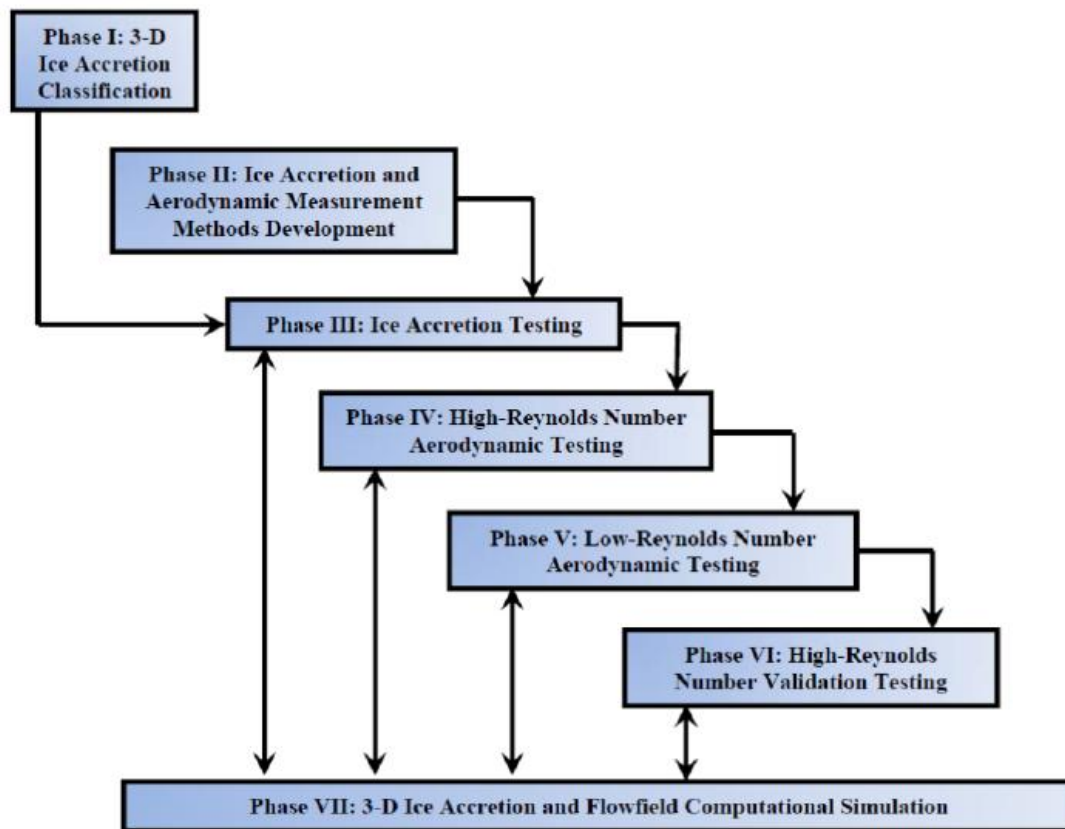 Phase I: 3-D
Ice Accretion
Classification
Phase II: Ice Accretion and
Aerodynamic Measurement
Methods Development
Phase III: Ice Accretion Testing
Phase IV: High-Reynolds Number
Aerodynamic Testing
Phase V: Low-Reynolds Number
Aerodynamic Testing
Phase VI: High-Reynolds
Number Validation Testing
Phase VII: 3-D Ice Accretion and Flowfield Computational Simulation